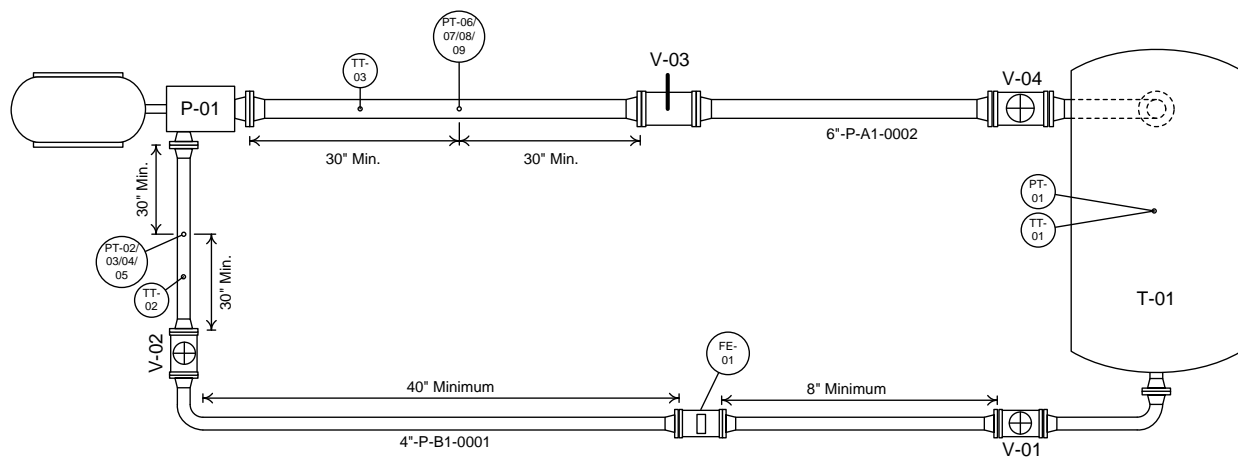 PT-06/
07/08/
09
TT-
03
V-03
V-04
P-01
6"-P-A1-0002
30" Min.
30" Min.
30" Min.
PT-
01
TT-
01
PT-02/
03/04/
05
30" Min.
TT-
02
T-01
V-02
FE-
01
40" Minimum
8" Minimum
4"-P-B1-0001
V-01